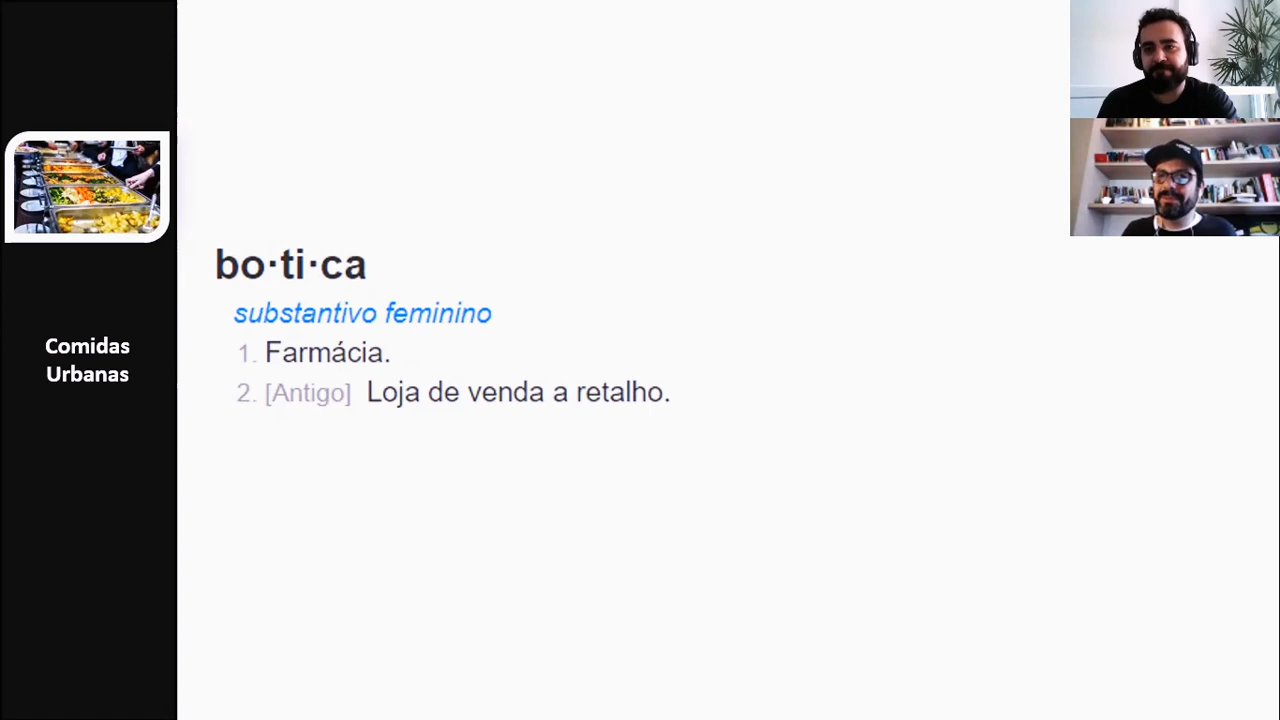 Comidas
Urbanas
bo·ti·ca
substantivo feminino
1. Farmácia.
2. [Antigo] Loja de venda a retalho.